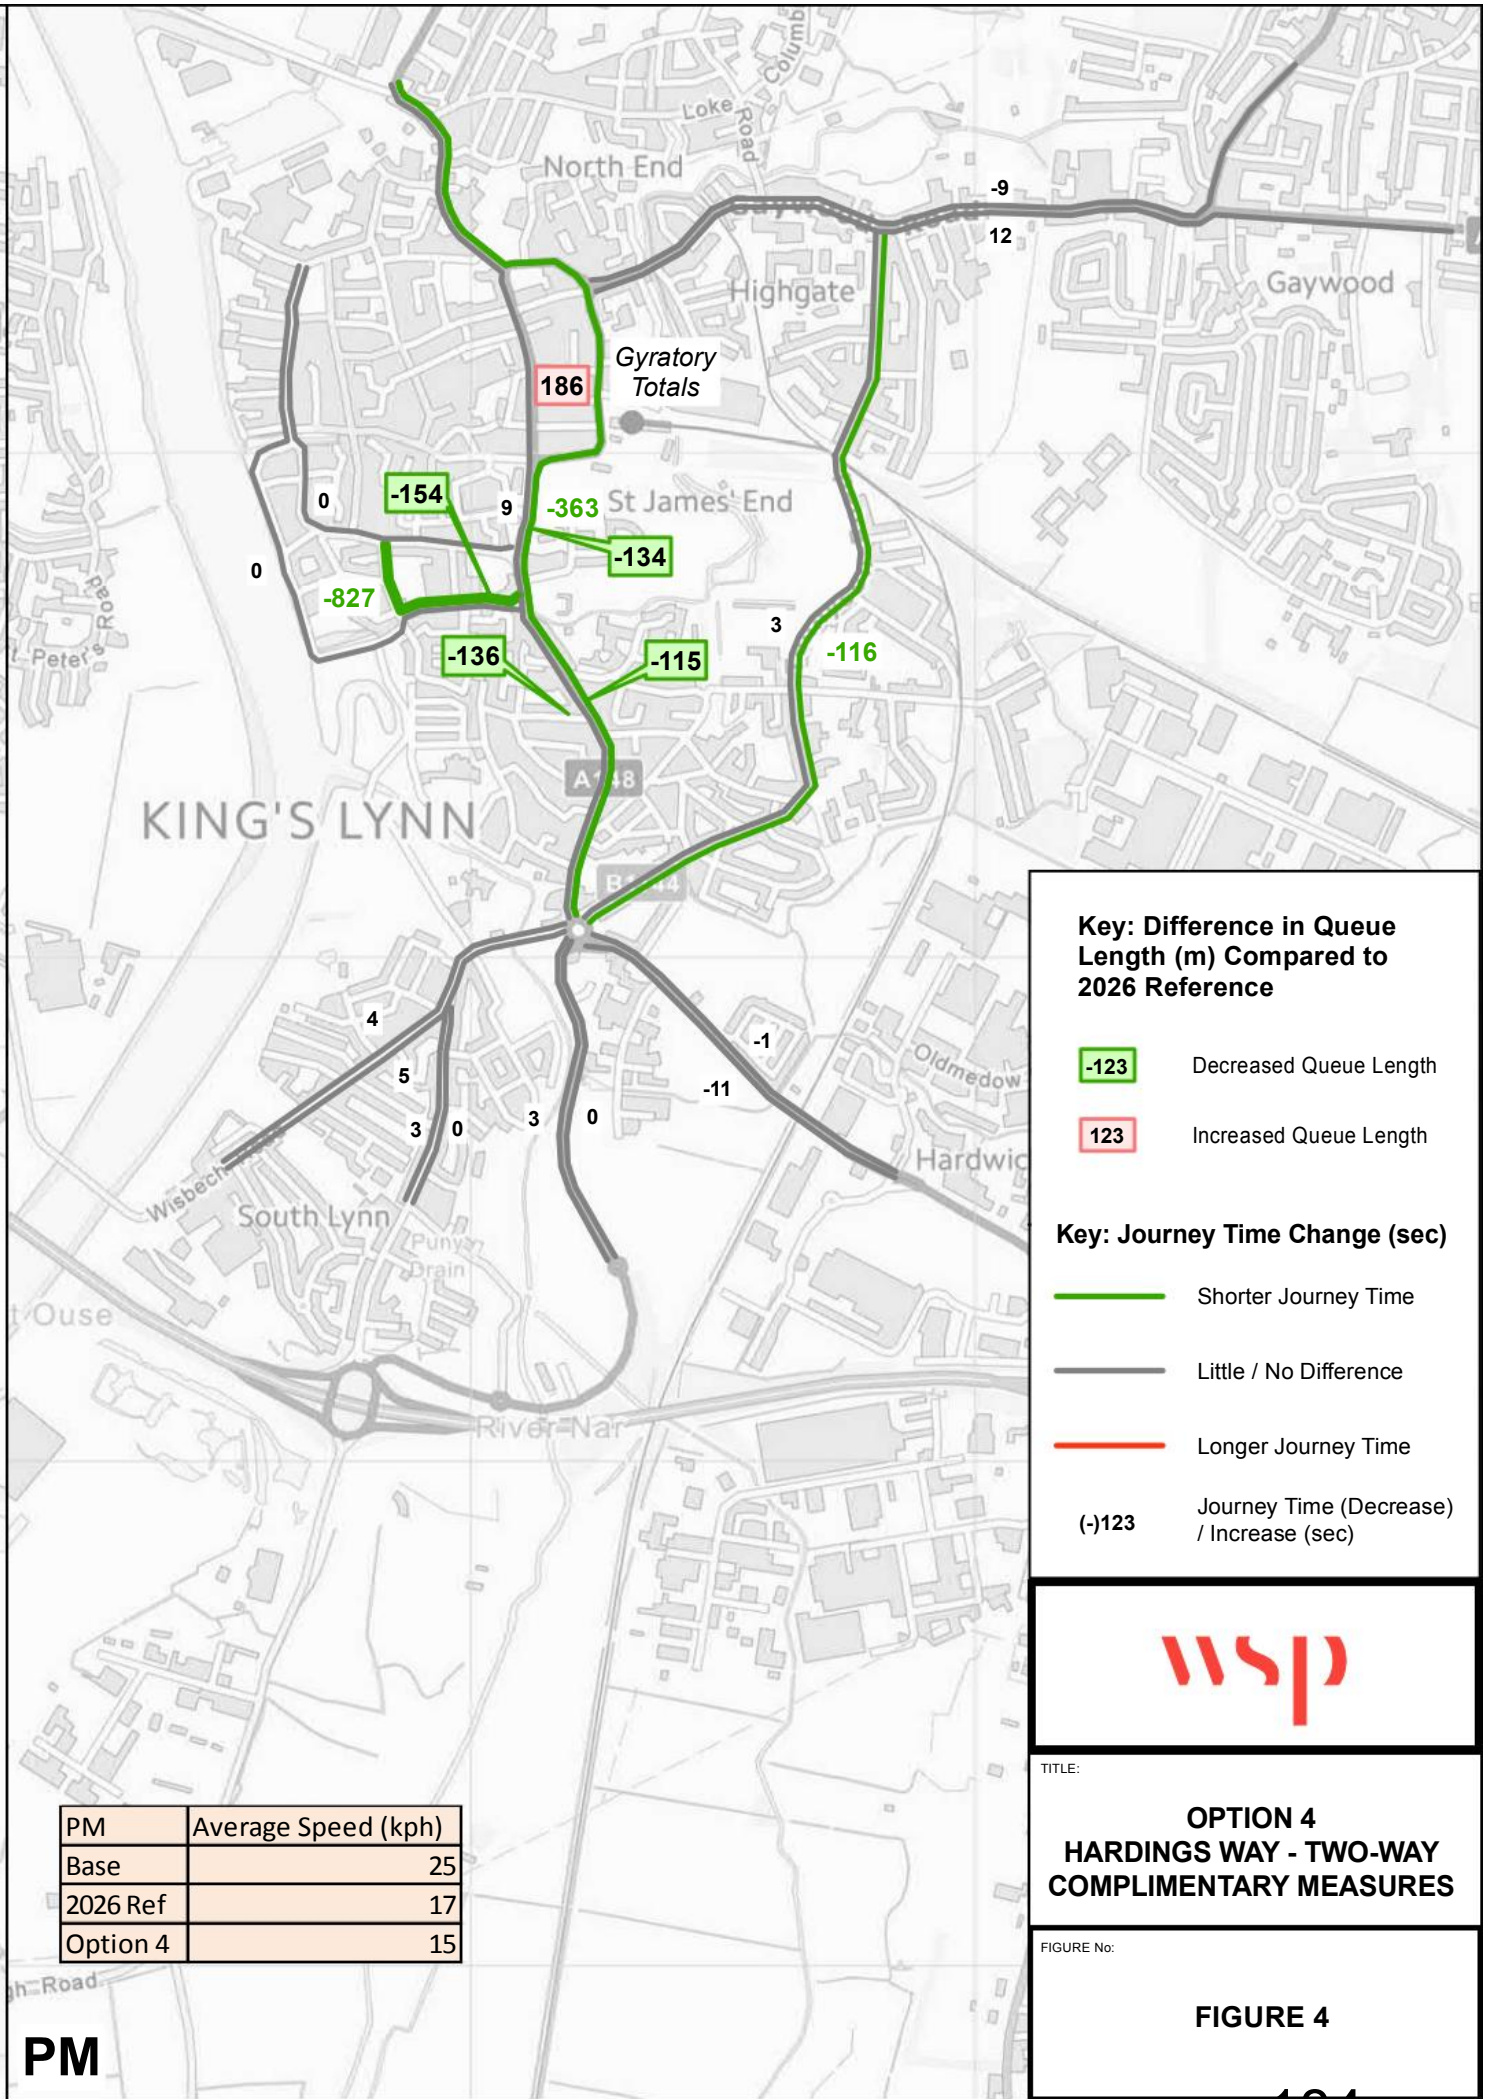 Loke Road
Columb
North End
-9
12
Gaywood
Highgate
Gyratory
Totals
186
-154
0
9
-363
St James' End
-134
0
-827
3
-116
-136
-115
t-Peter's Road
A148
KING'S LYNN
B1144
4
5
3
0
3
0
-1
-11
Oldmedow
Hardwic
Wisbech
South Lynn
Puny
Drain
t Ouse
River Nar
Key: Difference in Queue
Length (m) Compared to
2026 Reference
-123 Decreased Queue Length
123 Increased Queue Length
Key: Journey Time Change (sec)
Shorter Journey Time
Little / No Difference
Longer Journey Time
(-)123 Journey Time (Decrease)
/ Increase (sec)
wsp
TITLE:
OPTION 4
HARDINGS WAY - TWO-WAY
COMPLIMENTARY MEASURES
FIGURE No:
FIGURE 4
PM Average Speed (kph)
Base 25
2026 Ref 17
Option 4 15
gh Road
PM